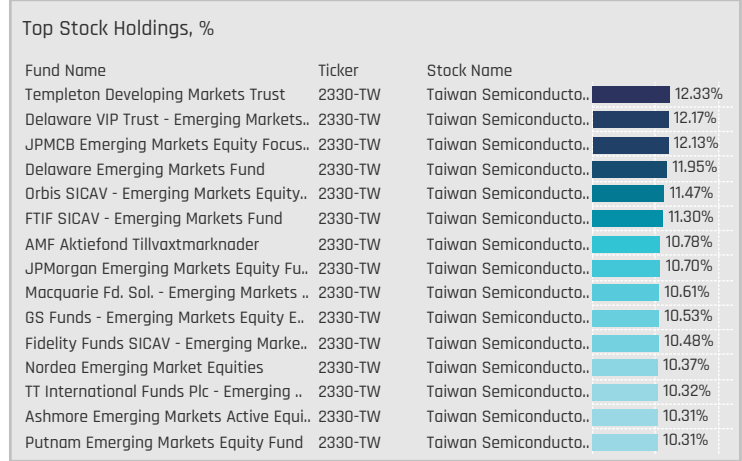 Top Stock Holdings, %
Fund Name Ticker Stock Name
Templeton Developing Markets Trust 2330-TW Taiwan Semiconducto.. 12.33%
Delaware VIP Trust - Emerging Markets.. 2330-TW Taiwan Semiconducto.. 12.17%
JPMCB Emerging Markets Equity Focus.. 2330-TW Taiwan Semiconducto.. 12.13%
Delaware Emerging Markets Fund 2330-TW Taiwan Semiconducto.. 11.95%
Orbis SICAV - Emerging Markets Equity.. 2330-TW Taiwan Semiconducto.. 11.47%
FTIF SICAV - Emerging Markets Fund 2330-TW Taiwan Semiconducto.. 11.30%
AMF Aktiefond Tillvaxtmarknader 2330-TW Taiwan Semiconducto.. 10.78%
JPMorgan Emerging Markets Equity Fu.. 2330-TW Taiwan Semiconducto.. 10.70%
Macquarie Fd. Sol. - Emerging Markets .. 2330-TW Taiwan Semiconducto.. 10.61%
GS Funds - Emerging Markets Equity E.. 2330-TW Taiwan Semiconducto.. 10.53%
Fidelity Funds SICAV - Emerging Marke.. 2330-TW Taiwan Semiconducto.. 10.48%
Nordea Emerging Market Equities 2330-TW Taiwan Semiconducto.. 10.37%
TT International Funds Plc - Emerging .. 2330-TW Taiwan Semiconducto.. 10.32%
Ashmore Emerging Markets Active Equi.. 2330-TW Taiwan Semiconducto.. 10.31%
Putnam Emerging Markets Equity Fund 2330-TW Taiwan Semiconducto.. 10.31%